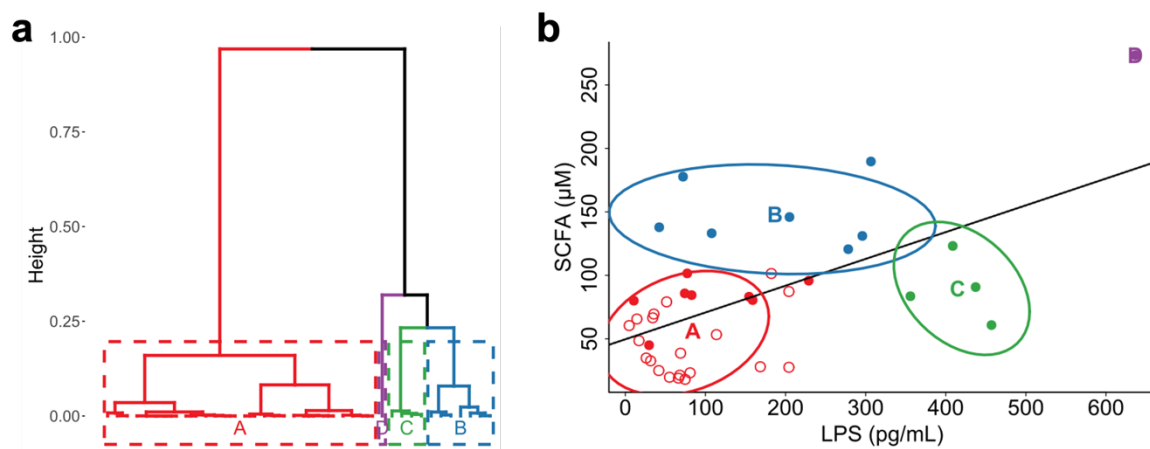 a
1.00-
0.75-
0.50-
0.25-
0.00-
Height
A
D
C
B
b
250
200
150
100
50
SCFA (µM)
D
B
C
A
0 100 200 300 400 500 600
LPS (pg/mL)